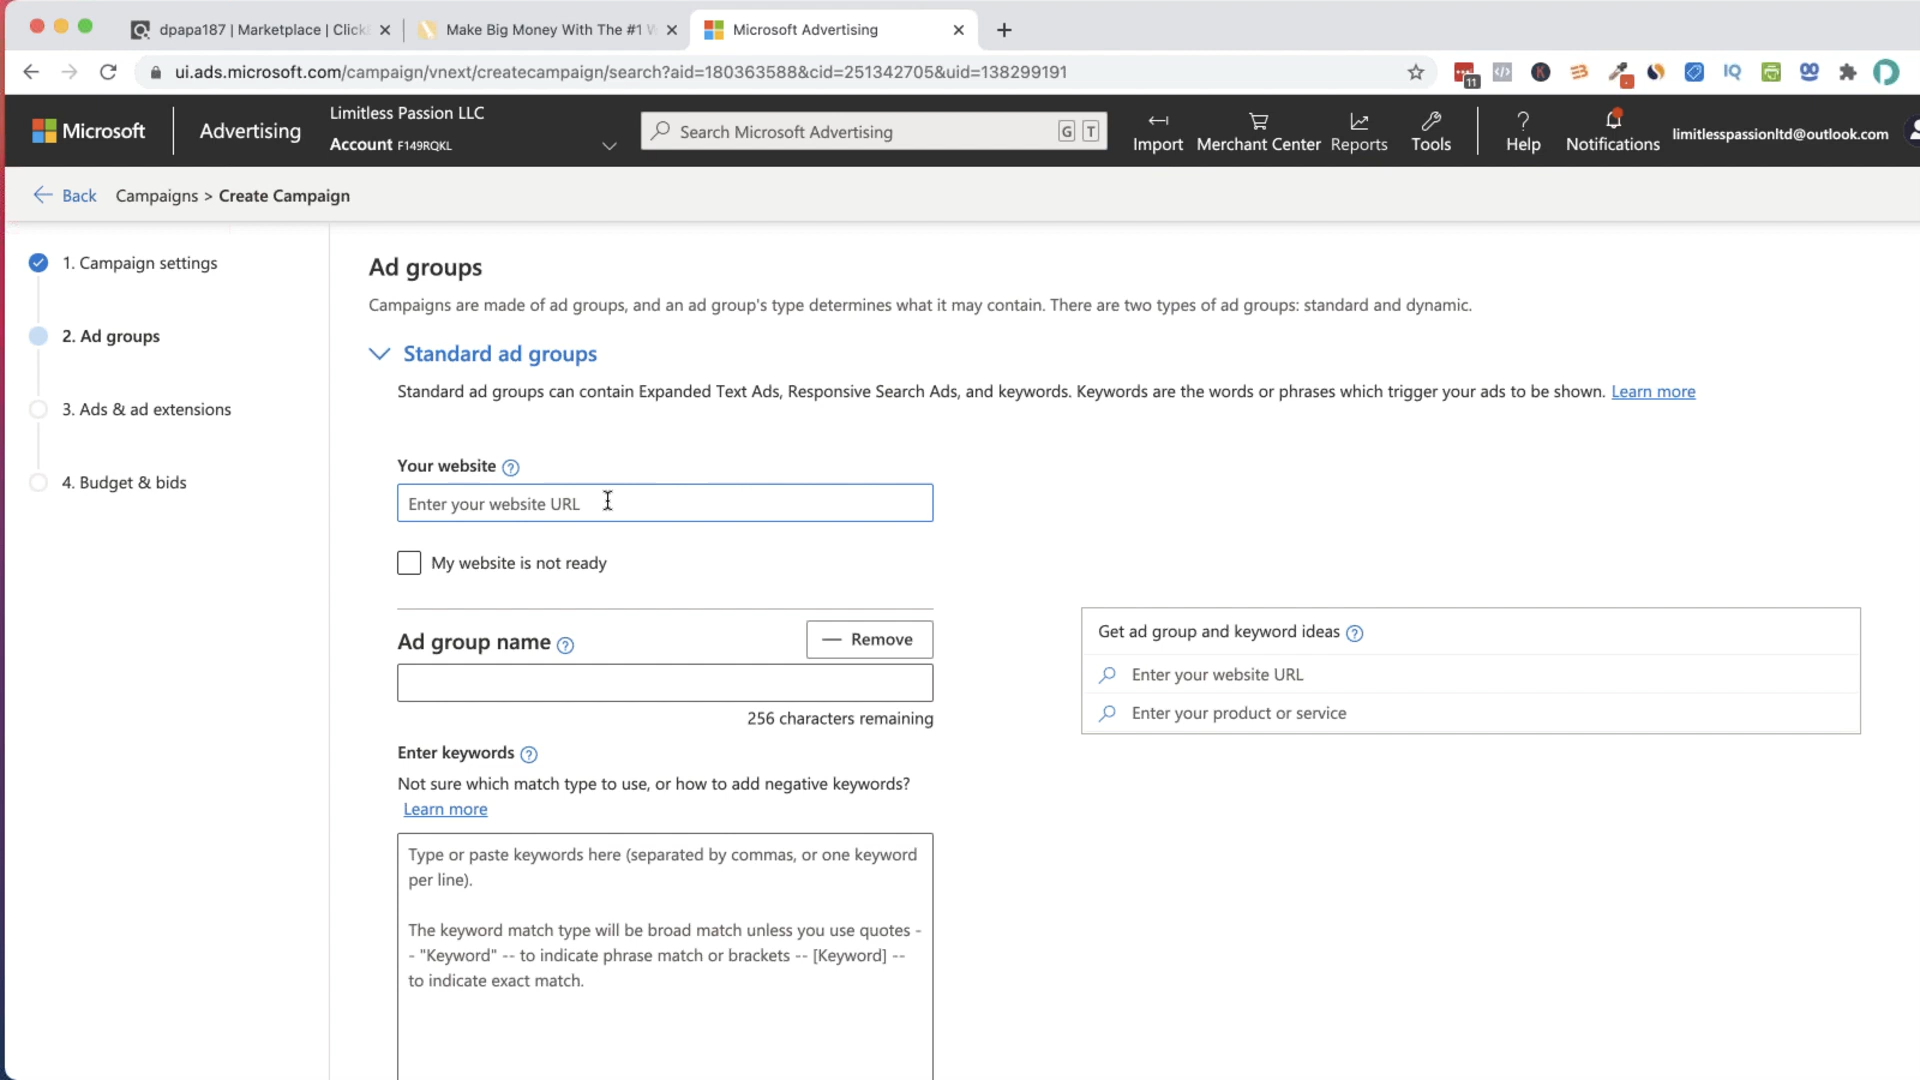 dpapa187 | Marketplace | Click
Make Big Money With The #1 W
Microsoft Advertising
ui.ads.microsoft.com/campaign/vnext/createcampaign/search?aid=180363588&cid=251342705&uid=138299191
11
IQ
Microsoft
Advertising
Limitless Passion LLC
Account F149RQKL
Search Microsoft Advertising
G T
Import
Merchant Center
Reports
Tools
Help
Notifications
limitlesspassionltd@outlook.com
Back
Campaigns > Create Campaign
1. Campaign settings
2. Ad groups
3. Ads & ad extensions
4. Budget & bids
Ad groups
Campaigns are made of ad groups, and an ad group's type determines what it may contain. There are two types of ad groups: standard and dynamic.
Standard ad groups
Standard ad groups can contain Expanded Text Ads, Responsive Search Ads, and keywords. Keywords are the words or phrases which trigger your ads to be shown. Learn more
Your website
Enter your website URL
My website is not ready
Ad group name
Remove
256 characters remaining
Enter keywords
Not sure which match type to use, or how to add negative keywords?
Learn more
Type or paste keywords here (separated by commas, or one keyword
per line).
The keyword match type will be broad match unless you use quotes -
- "Keyword" -- to indicate phrase match or brackets -- [Keyword] --
to indicate exact match.
Get ad group and keyword ideas
Enter your website URL
Enter your product or service